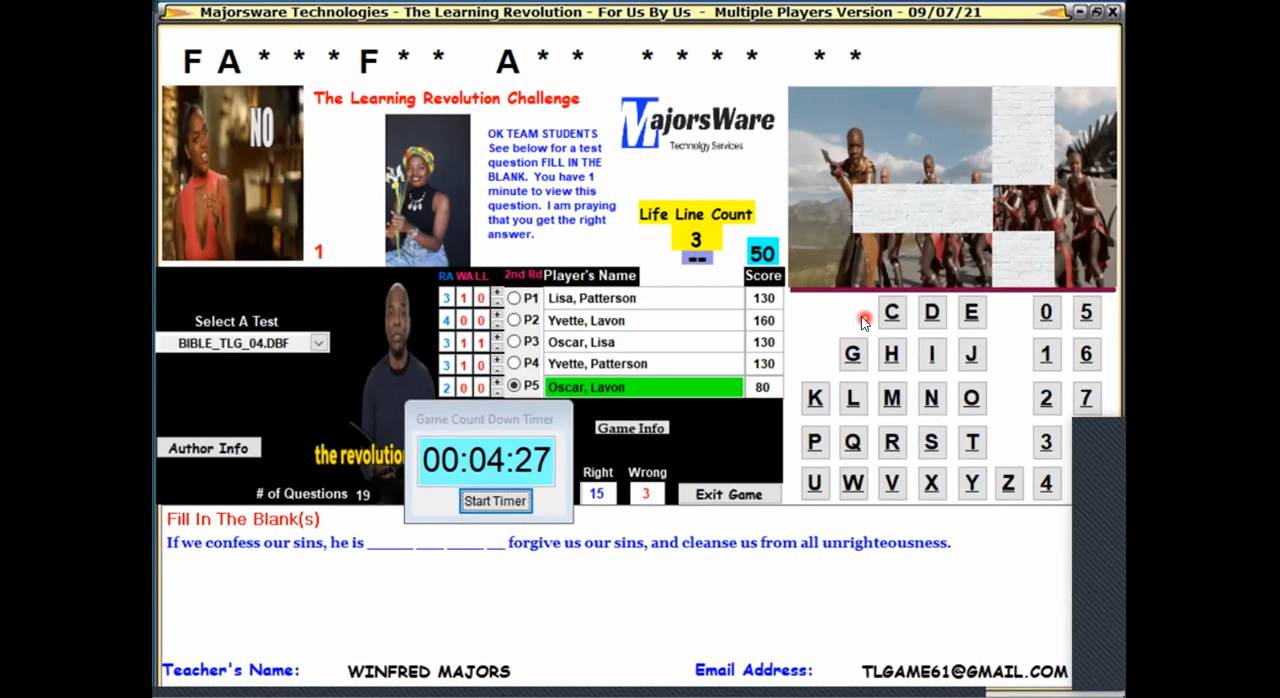 Majorsware Technologies - The Learning Revolution - For Us By Us - Multiple Players Version - 09/07/21
F A * * * F * * A * * * * * * * *
NO
The Learning Revolution Challenge
1
OK TEAM STUDENTS
See below for a test
question FILL IN THE
BLANK. You have 1
minute to view this
question. I am praying
that you get the right
answer.
MajorsWare
Technolgy Services
Life Line Count
3
--
50
RA WA LL 2nd Rd Player's Name Score
3 1 0 + - P1 Lisa, Patterson 130
4 0 0 + - P2 Yvette, Lavon 160
3 1 1 + - P3 Oscar, Lisa 130
3 1 0 + - P4 Yvette, Patterson 130
2 0 0 + - P5 Oscar, Lavon 80
Select A Test
BIBLE_TLG_04.DBF
Author Info
the revolutio
# of Questions 19
Game Count Down Timer
00:04:27
Start Timer
Game Info
Right Wrong
15 3
Exit Game
C D E 0 5
G H I J 1 6
K L M N O 2 7
P Q R S T 3
U W V X Y Z 4
Fill In The Blank(s)
If we confess our sins, he is ______ ___ ____ __ forgive us our sins, and cleanse us from all unrighteousness.
Teacher's Name: WINFRED MAJORS Email Address: TLGAME61@GMAIL.COM